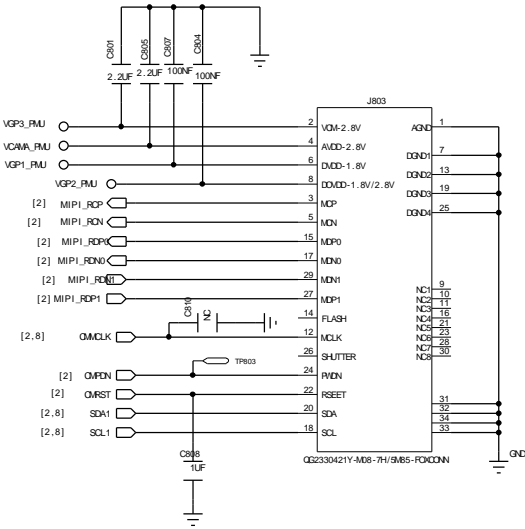 C801
C805
C807
C804
2.2UF
2.2UF
100NF
100NF
J803
VGP3_PMU
2
VCM-2.8V
AGND
1
VCAMA_PMU
4
AVDD-2.8V
DGND1
7
VGP1_PMU
6
DVDD-1.8V
DGND2
13
VGP2_PMU
8
DOVDD-1.8V/2.8V
DGND3
19
[2]
MIPI_RCP
3
MCP
DGND4
25
[2]
MIPI_RCN
5
MCN
[2]
MIPI_RDP0
15
MDP0
[2]
MIPI_RDN0
17
MDN0
[2]
MIPI_RDN1
29
MDN1
[2]
MIPI_RDP1
27
MDP1
C810
NC
14
FLASH
[2,8]
CMMCLK
12
MCLK
26
SHUTTER
TP803
[2]
CMPDN
24
PWDN
[2]
CMRST
22
RSEET
[2,8]
SDA1
20
SDA
[2,8]
SCL1
18
SCL
NC1
9
NC2
10
NC3
11
NC4
16
NC5
21
NC6
23
NC7
28
NC8
30
31
32
34
33
C808
1UF
QG2330421Y-M08-7H/5M85-FOXCONN
GND